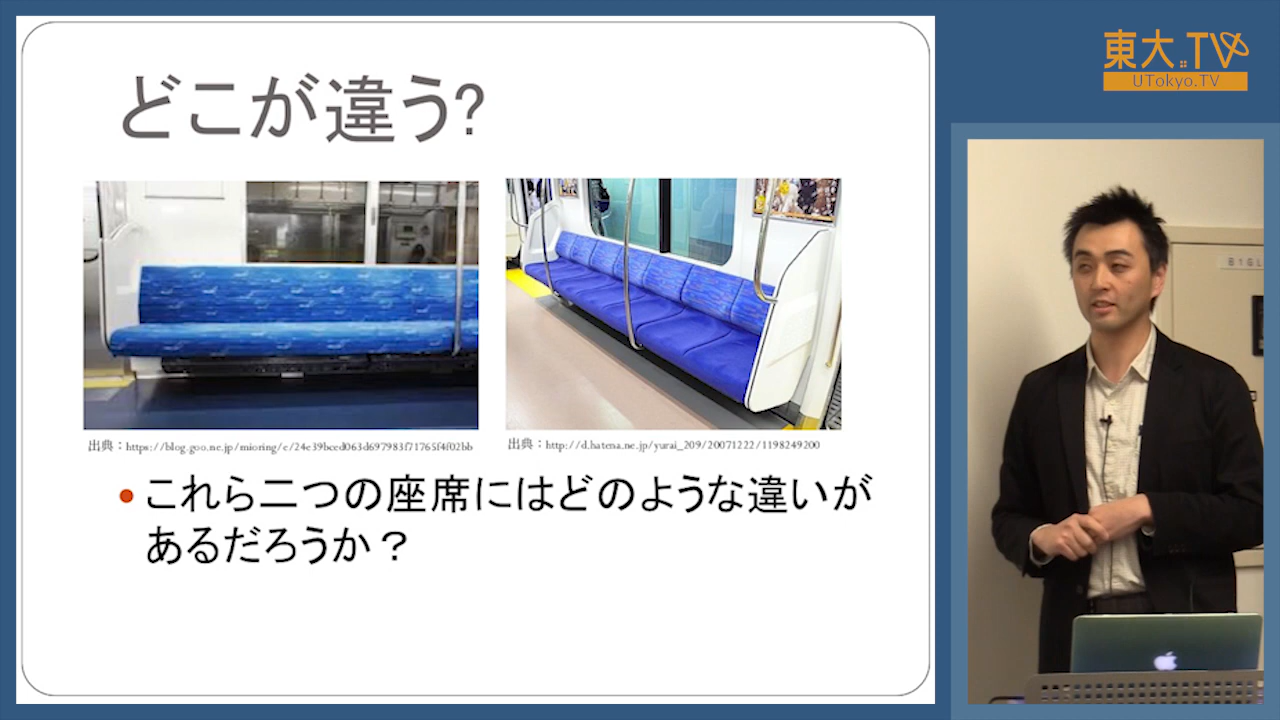 どこが違う?
出典：https://blog.goo.ne.jp/mioring/e/24e39bced063d697983f71765f4f02bb
出典：http://d.hatena.ne.jp/yurai_209/20071222/1198249200
これら二つの座席にはどのような違いが
あるだろうか？
東大.TV
UTokyo.TV